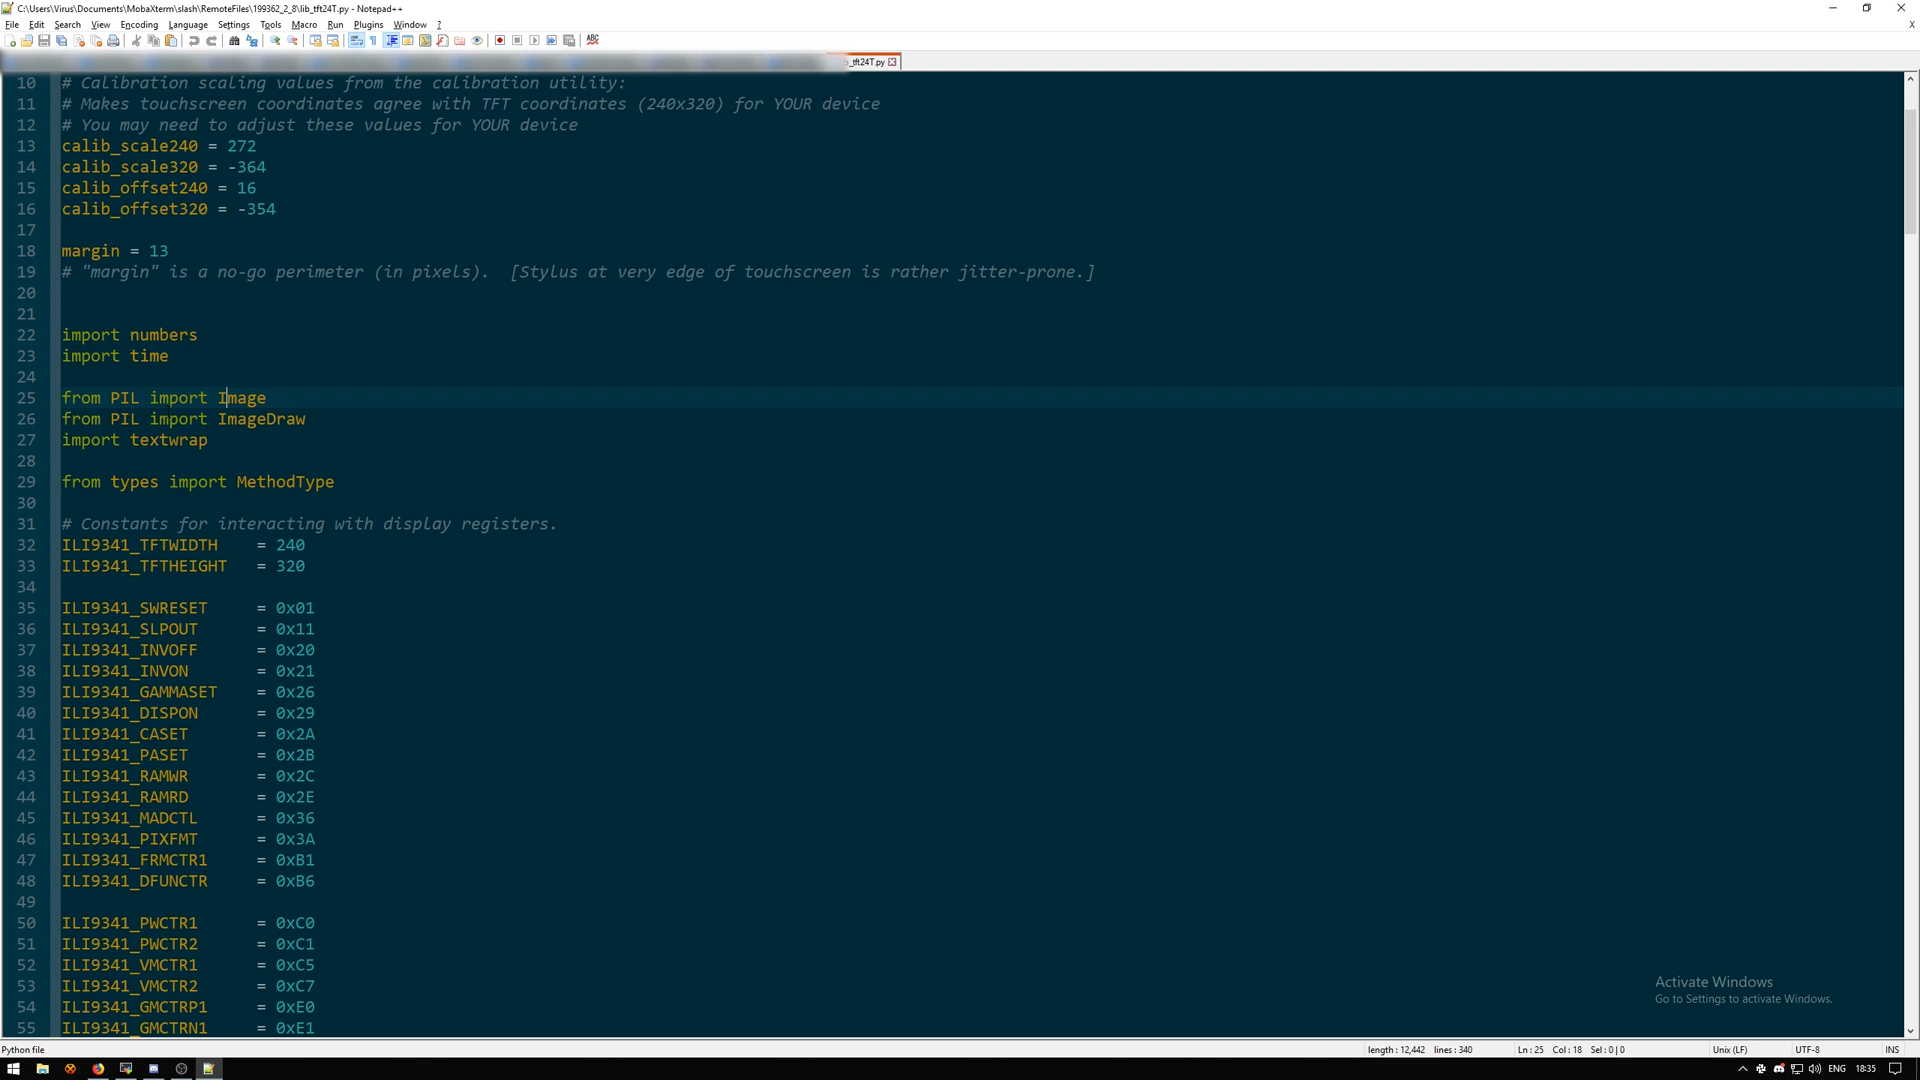 C:\Users\Virus\Documents\MobaXterm\slash\RemoteFiles\199362_2_8\lib_tft24T.py - Notepad++
File Edit Search View Encoding Language Settings Tools Macro Run Plugins Window ? X
_tft24T.py
10 # Calibration scaling values from the calibration utility:
11 # Makes touchscreen coordinates agree with TFT coordinates (240x320) for YOUR device
12 # You may need to adjust these values for YOUR device
13 calib_scale240 = 272
14 calib_scale320 = -364
15 calib_offset240 = 16
16 calib_offset320 = -354
17
18 margin = 13
19 # "margin" is a no-go perimeter (in pixels).  [Stylus at very edge of touchscreen is rather jitter-prone.]
20
21
22 import numbers
23 import time
24
25 from PIL import Image
26 from PIL import ImageDraw
27 import textwrap
28
29 from types import MethodType
30
31 # Constants for interacting with display registers.
32 ILI9341_TFTWIDTH    = 240
33 ILI9341_TFTHEIGHT   = 320
34
35 ILI9341_SWRESET     = 0x01
36 ILI9341_SLPOUT      = 0x11
37 ILI9341_INVOFF      = 0x20
38 ILI9341_INVON       = 0x21
39 ILI9341_GAMMASET    = 0x26
40 ILI9341_DISPON      = 0x29
41 ILI9341_CASET       = 0x2A
42 ILI9341_PASET       = 0x2B
43 ILI9341_RAMWR       = 0x2C
44 ILI9341_RAMRD       = 0x2E
45 ILI9341_MADCTL      = 0x36
46 ILI9341_PIXFMT      = 0x3A
47 ILI9341_FRMCTR1     = 0xB1
48 ILI9341_DFUNCTR     = 0xB6
49
50 ILI9341_PWCTR1      = 0xC0
51 ILI9341_PWCTR2      = 0xC1
52 ILI9341_VMCTR1      = 0xC5
53 ILI9341_VMCTR2      = 0xC7
54 ILI9341_GMCTRP1     = 0xE0
55 ILI9341_GMCTRN1     = 0xE1
Activate Windows
Go to Settings to activate Windows.
Python file length : 12,442 lines : 340 Ln : 25 Col : 18 Sel : 0 | 0 Unix (LF) UTF-8 INS
ENG 18:35